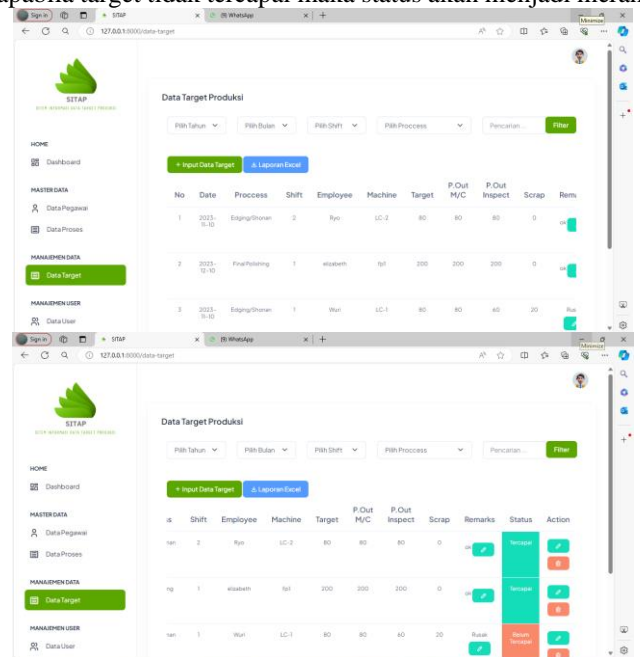 apabila target tidak tercapai maka status akan menjadi merah
Sign in SITAP (9) WhatsApp
Minimize
127.0.0.1:8000/data-target
SITAP
HOME
Dashboard
MASTER DATA
Data Pegawai
Data Proses
MANAJEMEN DATA
Data Target
MANAJEMEN USER
Data User
Data Target Produksi
Pilih Tahun Pilih Bulan Pilih Shift Pilih Proccess Pencarian... Filter
+ Input Data Target Laporan Excel
No Date Proccess Shift Employee Machine Target P.Out M/C P.Out Inspect Scrap Rem
1 2023-11-10 Edging/Shonan 2 Ryo LC-2 80 80 80 0 ok
2 2023-12-10 Final Polishing 1 elizabeth fp1 200 200 200 0 ok
3 2023-11-10 Edging/Shonan 1 Wuri LC-1 80 80 60 20 Rus
Sign in SITAP (9) WhatsApp
Minimize
127.0.0.1:8000/data-target
SITAP
HOME
Dashboard
MASTER DATA
Data Pegawai
Data Proses
MANAJEMEN DATA
Data Target
MANAJEMEN USER
Data User
Data Target Produksi
Pilih Tahun Pilih Bulan Pilih Shift Pilih Proccess Pencarian... Filter
+ Input Data Target Laporan Excel
ss Shift Employee Machine Target P.Out M/C P.Out Inspect Scrap Remarks Status Action
nan 2 Ryo LC-2 80 80 80 0 ok Tercapai
ng 1 elizabeth fp1 200 200 200 0 ok Tercapai
nan 1 Wuri LC-1 80 80 60 20 Rusak Belum Tercapai